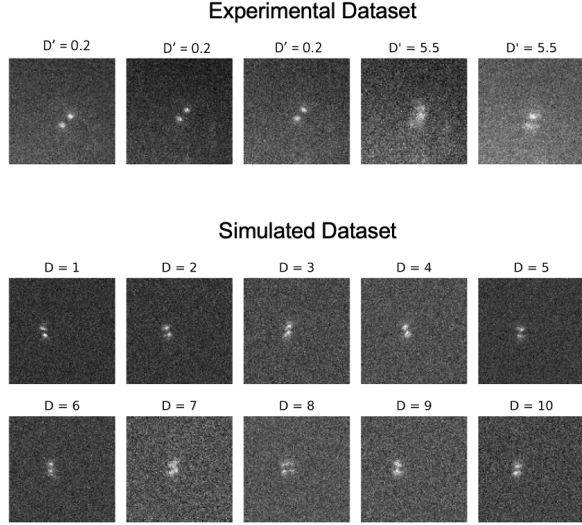 Experimental Dataset
D’ = 0.2 D’ = 0.2 D’ = 0.2 D' = 5.5 D' = 5.5
Simulated Dataset
D = 1 D = 2 D = 3 D = 4 D = 5
D = 6 D = 7 D = 8 D = 9 D = 10